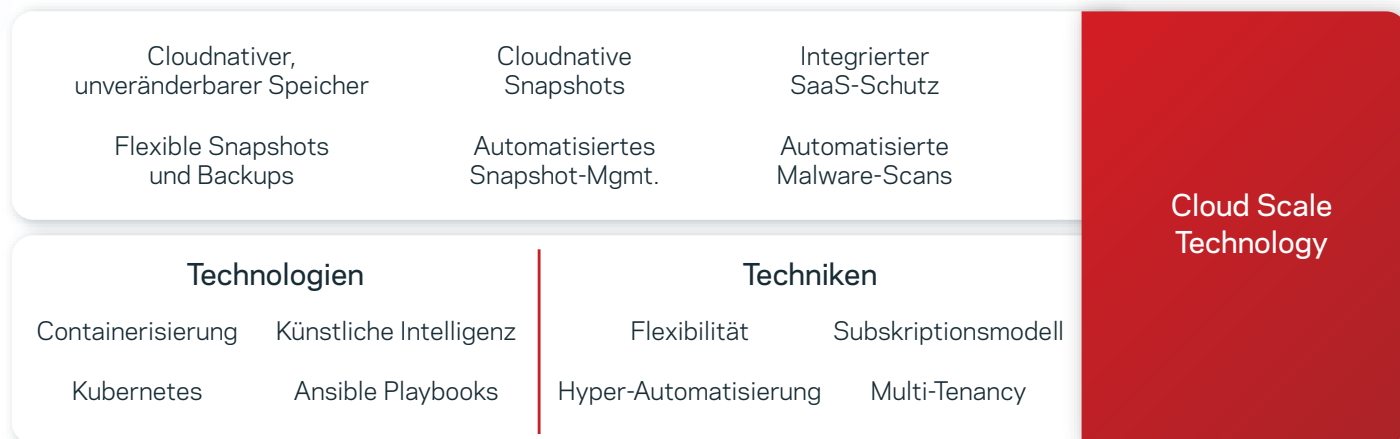 Cloudnativer,
unveränderbarer Speicher
Cloudnative
Snapshots
Integrierter
SaaS-Schutz
Flexible Snapshots
und Backups
Automatisiertes
Snapshot-Mgmt.
Automatisierte
Malware-Scans
Cloud Scale
Technology
Technologien
Containerisierung
Künstliche Intelligenz
Kubernetes
Ansible Playbooks
Techniken
Flexibilität
Subskriptionsmodell
Hyper-Automatisierung
Multi-Tenancy